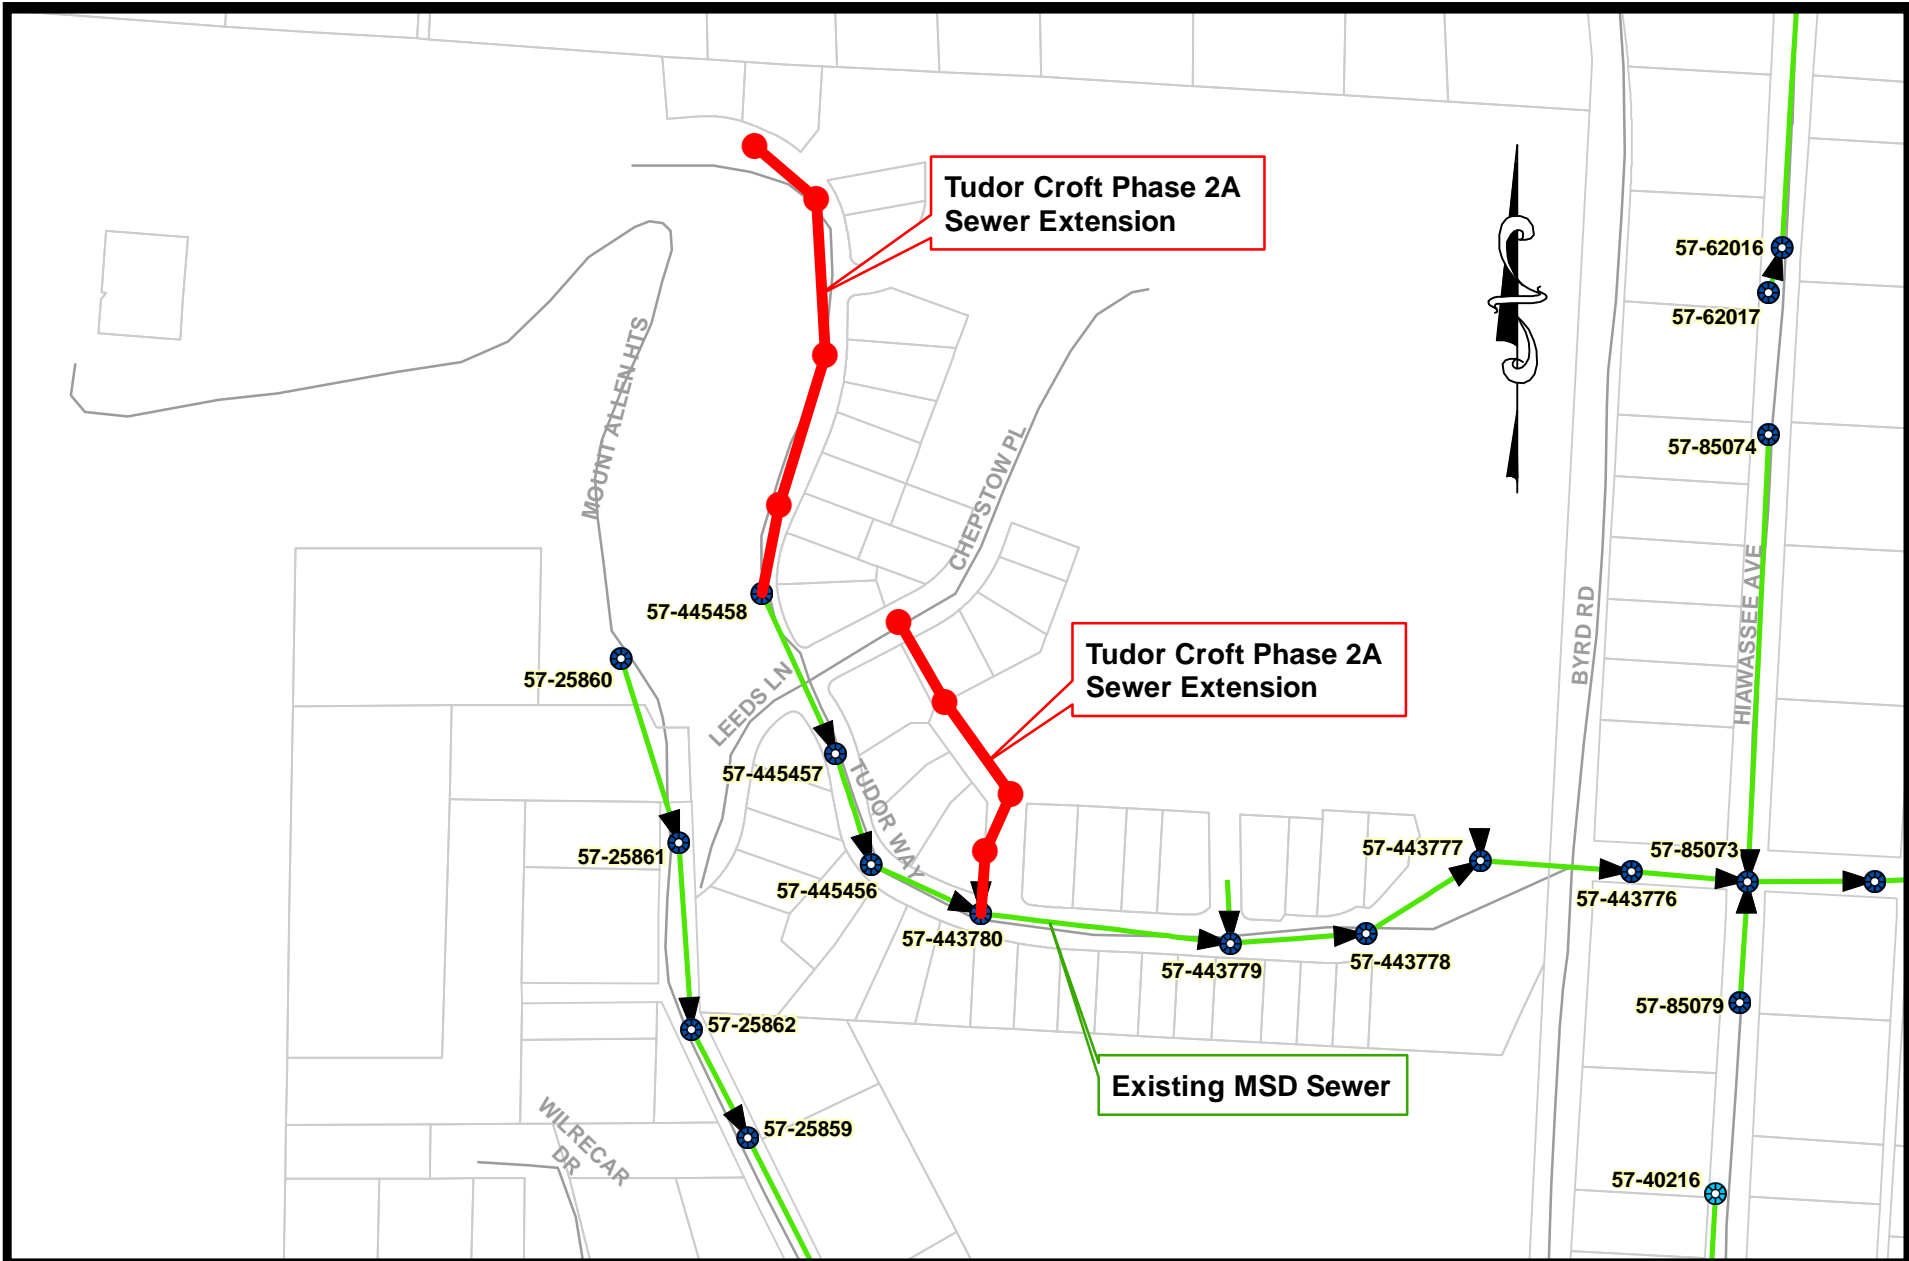 Tudor Croft Phase 2A
Sewer Extension
57-62016
57-62017
MOUNT ALLEN HTS
57-85074
CHEPSTOW PL
57-445458
BYRD RD
HIAWASSEE AVE
57-25860
Tudor Croft Phase 2A
Sewer Extension
LEEDS LN
57-445457
TUDOR WAY
57-25861
57-443777
57-85073
57-445456
57-443776
57-443780
57-443779
57-443778
57-85079
57-25862
Existing MSD Sewer
57-25859
WILRECAR
DR
57-40216